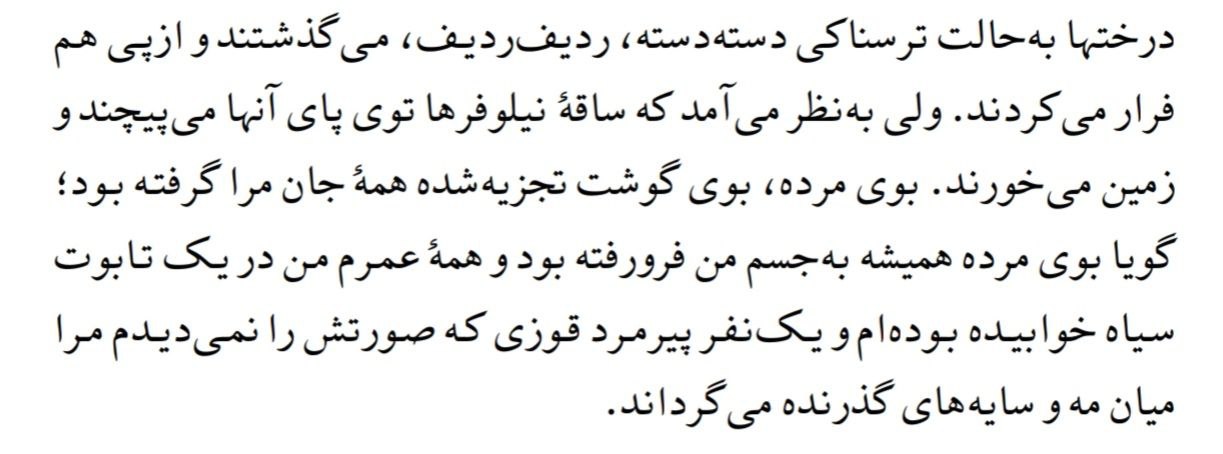 درختها به‌حالت ترسناکی دسته‌دسته، ردیف‌ردیف، می‌گذشتند و ازپی هم
فرار می‌کردند. ولی به‌نظر می‌آمد که ساقهٔ نیلوفرها توی پای آنها می‌پیچند و
زمین می‌خورند. بوی مرده، بوی گوشت تجزیه‌شده همهٔ جان مرا گرفته بود؛
گویا بوی مرده همیشه به‌جسم من فرورفته بود و همهٔ عمرم من در یک تابوت
سیاه خوابیده بوده‌ام و یک‌نفر پیرمرد قوزی که صورتش را نمی‌دیدم مرا
میان مه و سایه‌های گذرنده می‌گرداند.